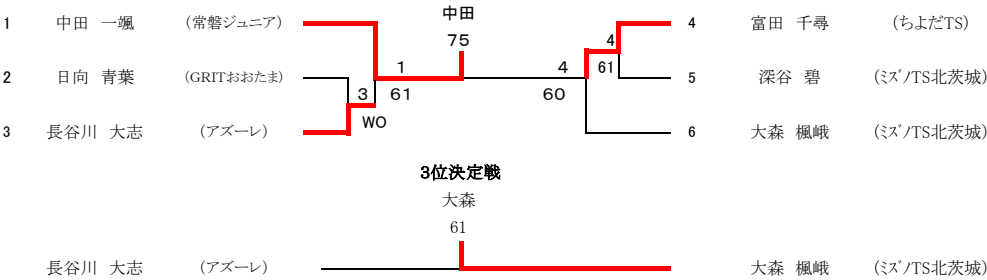 中田
1 中田 一颯 (常磐ジュニア) 4 4 富田 千尋 (ちよだTS)
75
1 4 61
2 日向 青葉 (GRITおおたま) 5 深谷 碧 (ミズノTS北茨城)
3 61 60
WO
3 長谷川 大志 (アズーレ) 6 大森 楓峨 (ミズノTS北茨城)
3位決定戦
大森
61
長谷川 大志 (アズーレ) 大森 楓峨 (ミズノTS北茨城)